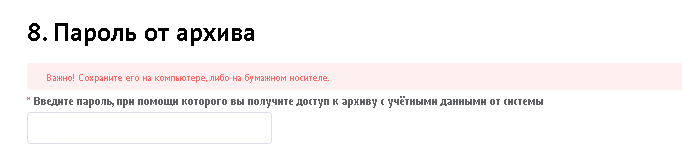 8. Пароль от архива
Важно! Сохраните его на компьютере, либо на бумажном носителе.
* Введите пароль, при помощи которого вы получите доступ к архиву с учётными данными от системы